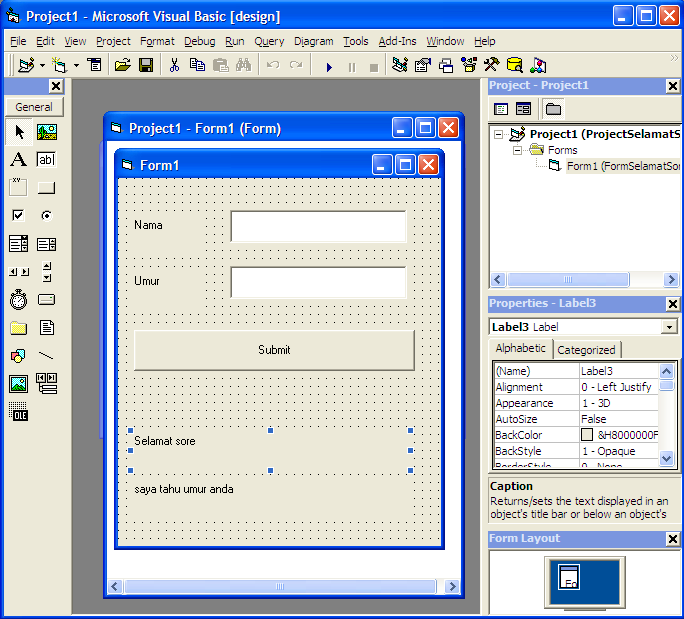 Project1 - Microsoft Visual Basic [design]
File Edit View Project Format Debug Run Query Diagram Tools Add-Ins Window Help
General
A ab|
xy
OLE
Project1 - Form1 (Form)
Form1
Nama
Umur
Submit
Selamat sore
saya tahu umur anda
Project - Project1
Project1 (ProjectSelamatS
Forms
Form1 (FormSelamatSor
Properties - Label3
Label3 Label
Alphabetic Categorized
(Name) Label3
Alignment 0 - Left Justify
Appearance 1 - 3D
AutoSize False
BackColor &H8000000F
BackStyle 1 - Opaque
BorderStyle 0 - None
Caption
Returns/sets the text displayed in an
object's title bar or below an object's
Form Layout
Fo